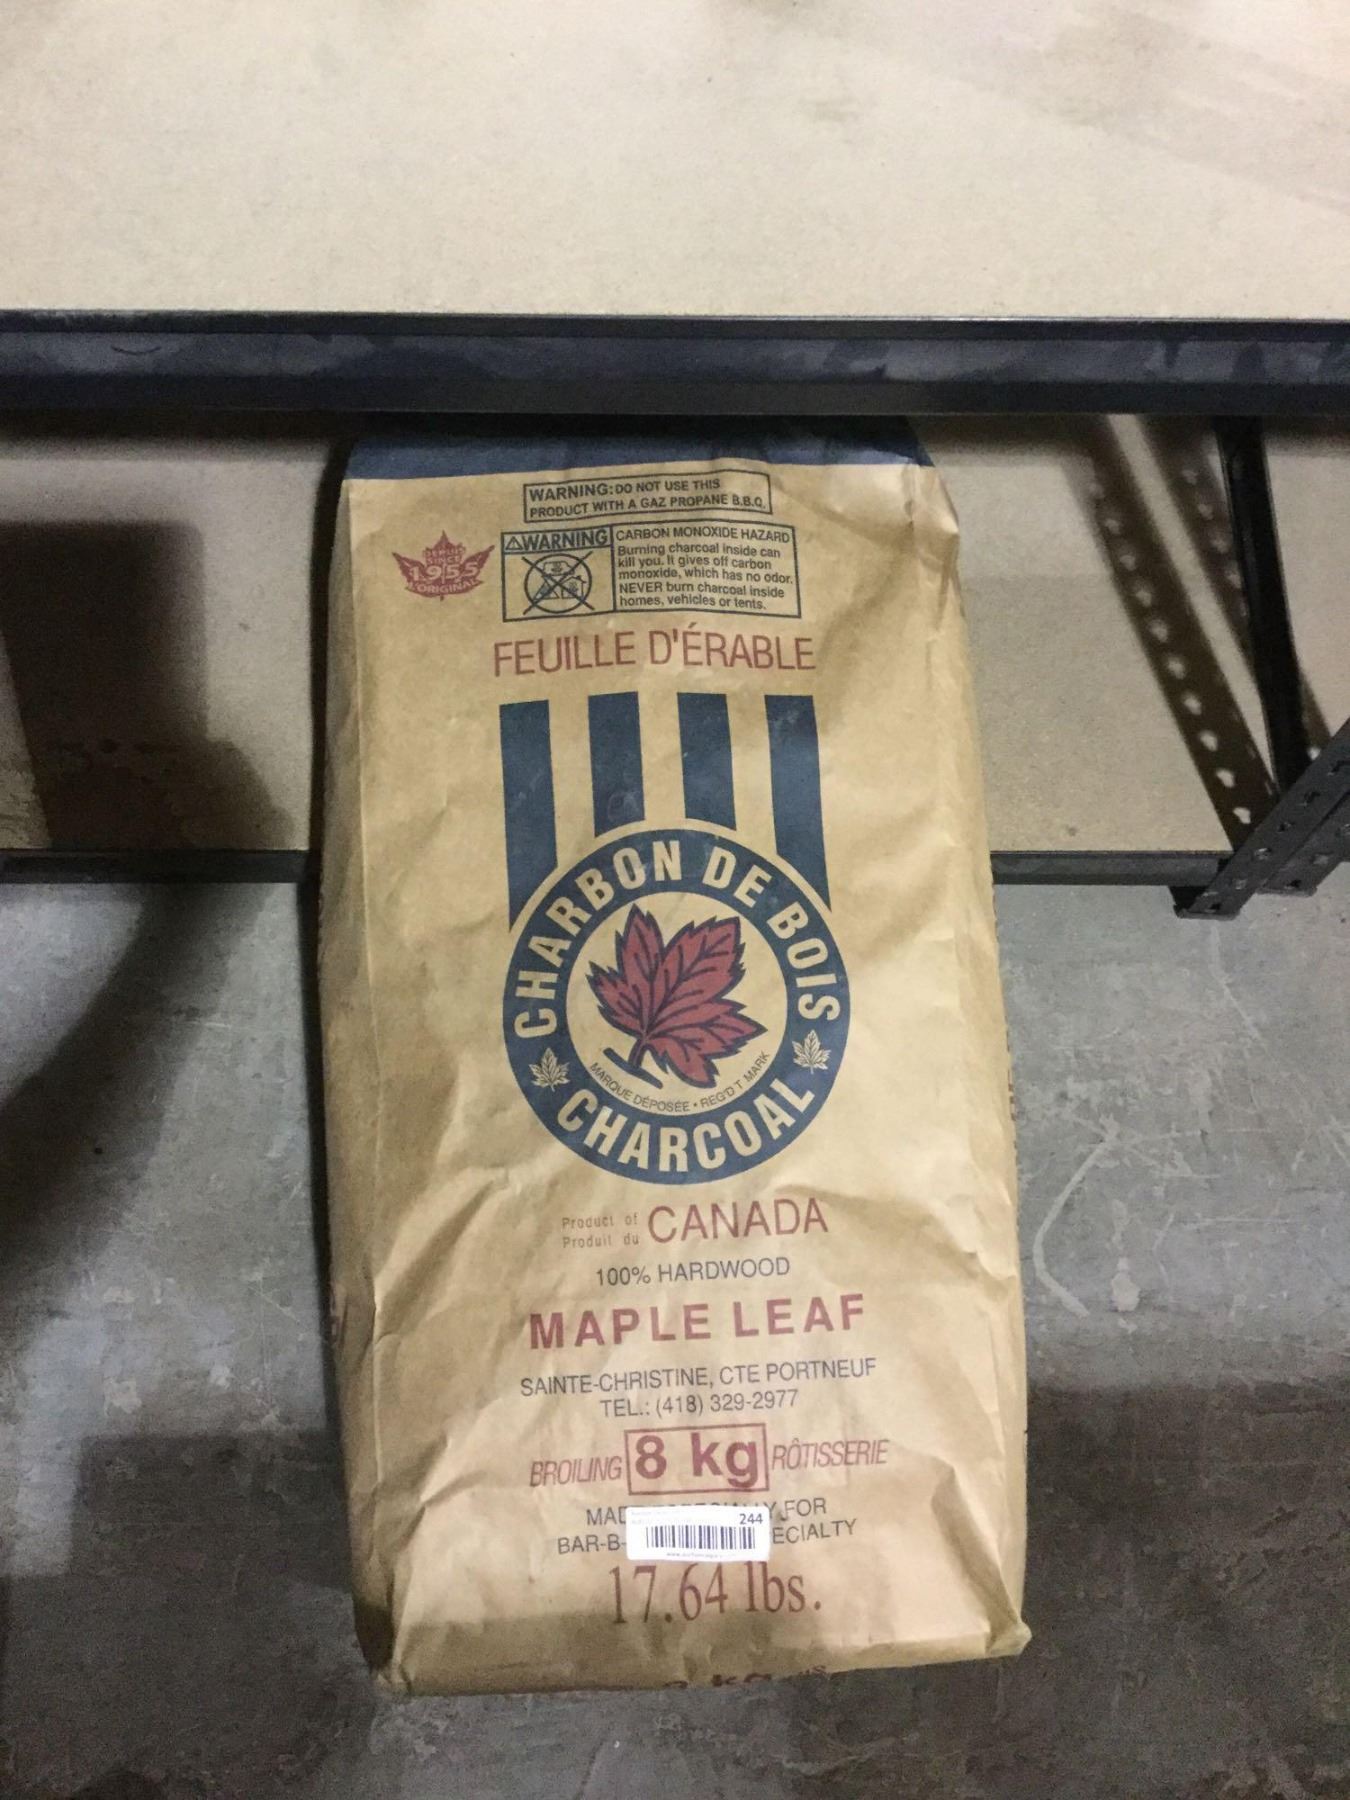 WARNING: DO NOT USE THIS
PRODUCT WITH A GAZ PROPANE B.B.Q.
DEPUIS
SINCE
1955
ORIGINAL
WARNING
CARBON MONOXIDE HAZARD
Burning charcoal inside can
kill you. It gives off carbon
monoxide, which has no odor.
NEVER burn charcoal inside
homes, vehicles or tents.
FEUILLE D'ÉRABLE
CHARBON DE BOIS
MARQUE DÉPOSÉE • REG'D T MARK
CHARCOAL
Product of
Produit du
CANADA
100% HARDWOOD
MAPLE LEAF
SAINTE-CHRISTINE, CTE PORTNEUF
TEL.: (418) 329-2977
BROILING 8 kg RÔTISSERIE
FOR
BAR-B-
244
17.64 lbs.
kg